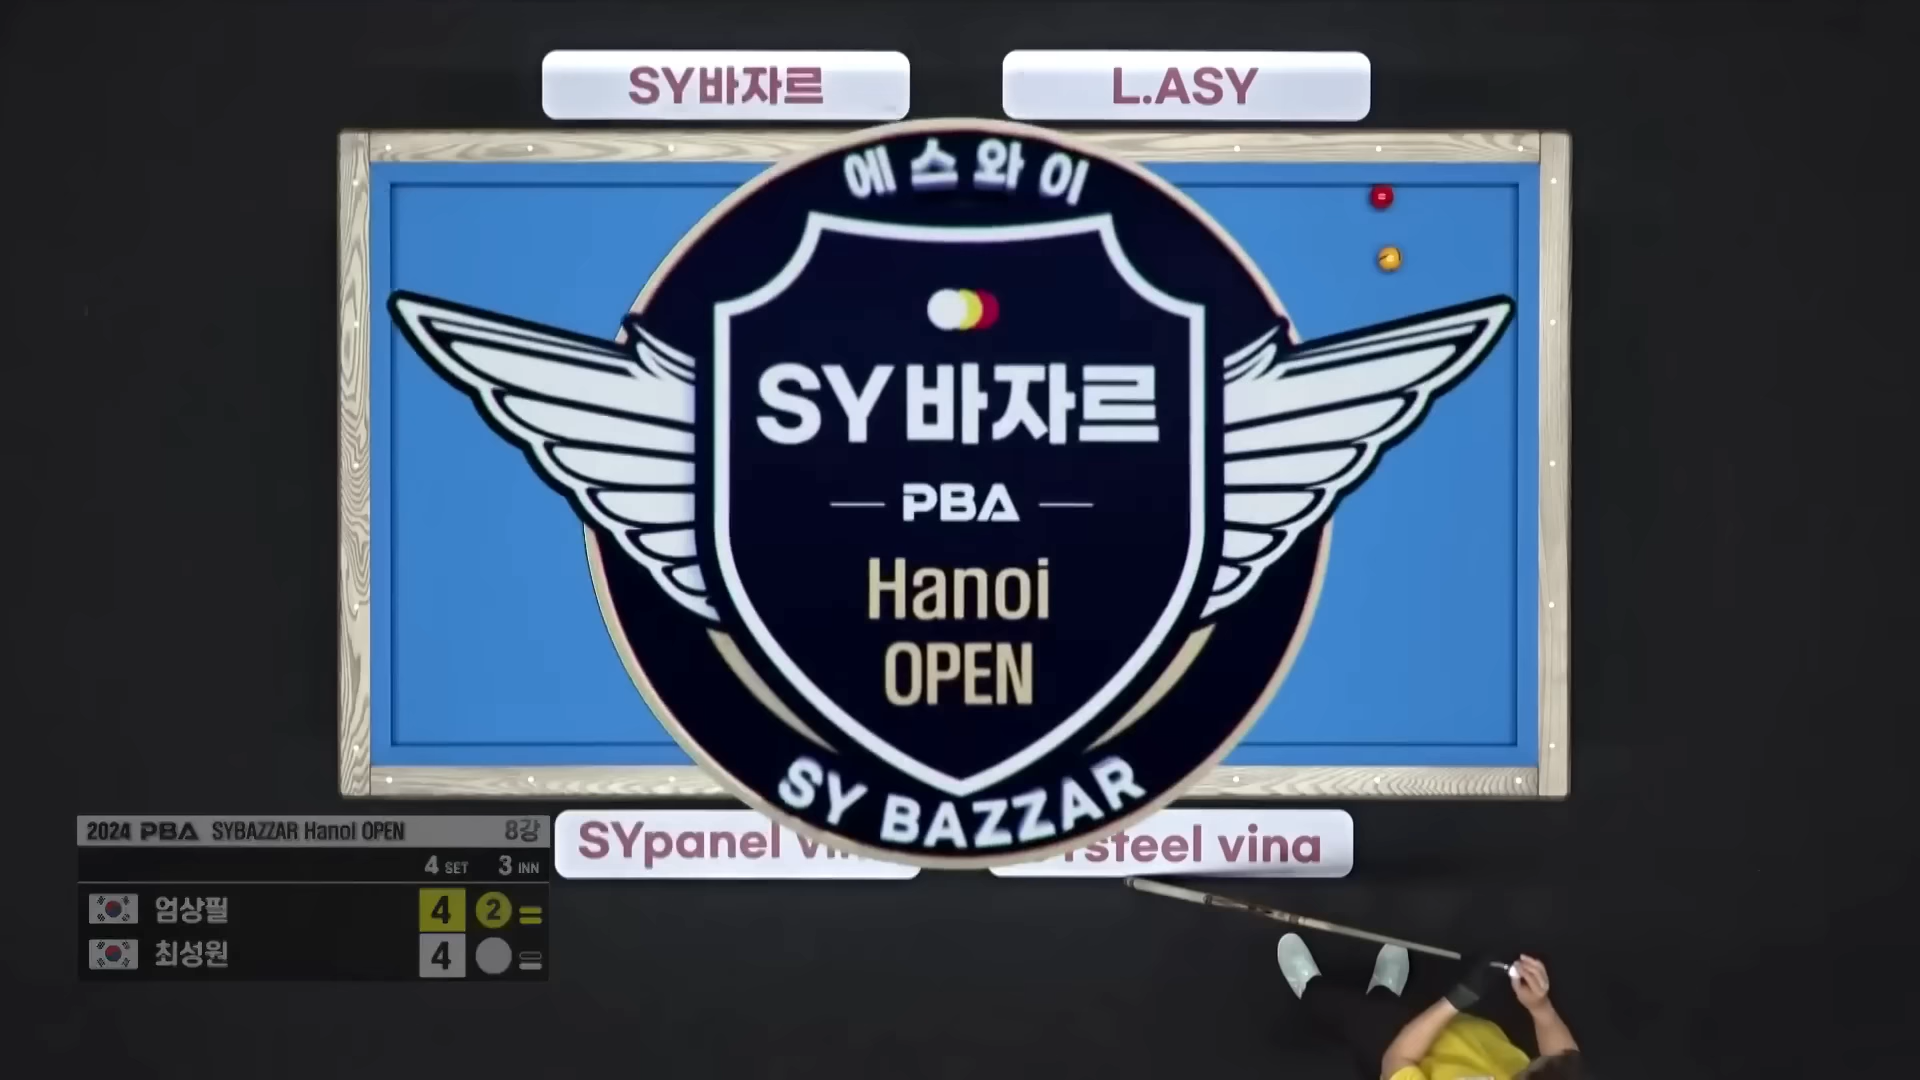 SY바자르
L.ASY
에스와이
SY바자르
PBA
Hanoi
OPEN
SY BAZZAR
SYpanel
steel vina
2024 PBA SYBAZZAR Hanoi OPEN 8강
4 SET 3 INN
엄상필 4 2
최성원 4